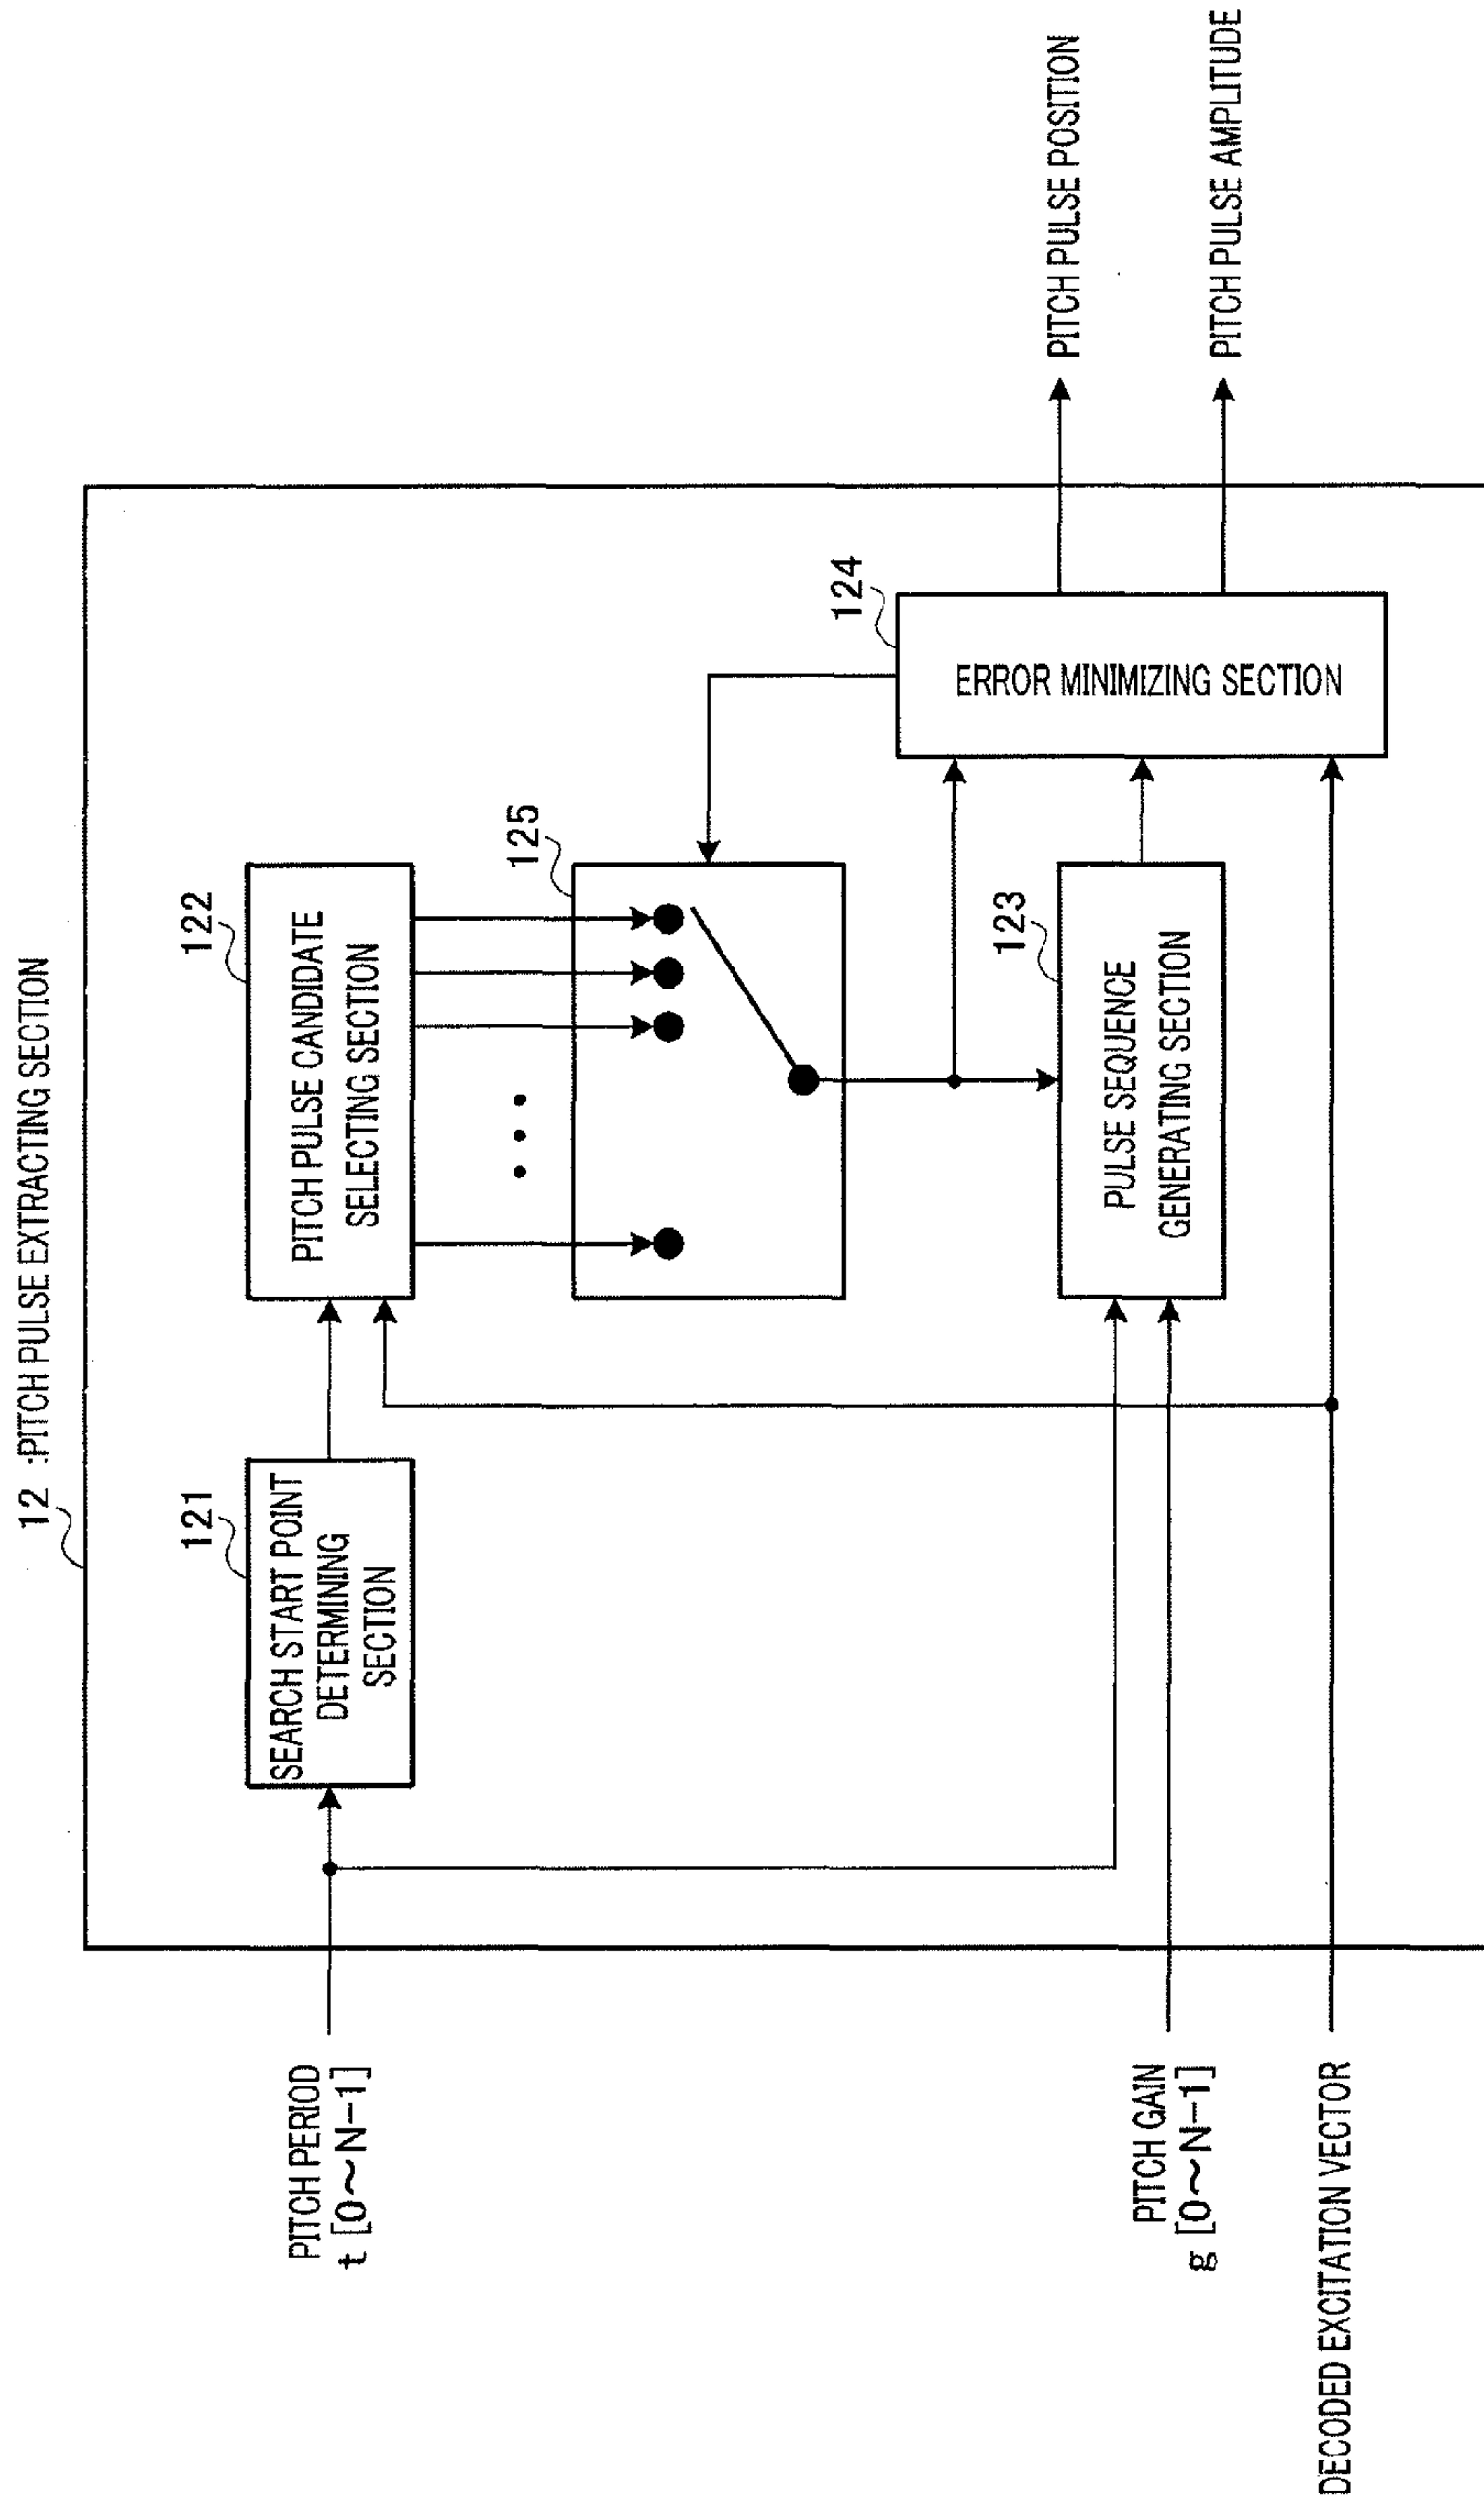 12 :PITCH PULSE EXTRACTING SECTION
121
SEARCH START POINT
DETERMINING
SECTION
122
PITCH PULSE CANDIDATE
SELECTING SECTION
125
124
ERROR MINIMIZING SECTION
123
PULSE SEQUENCE
GENERATING SECTION
PITCH PERIOD
t [0~N-1]
PITCH GAIN
g [0~N-1]
DECODED EXCITATION VECTOR
PITCH PULSE POSITION
PITCH PULSE AMPLITUDE